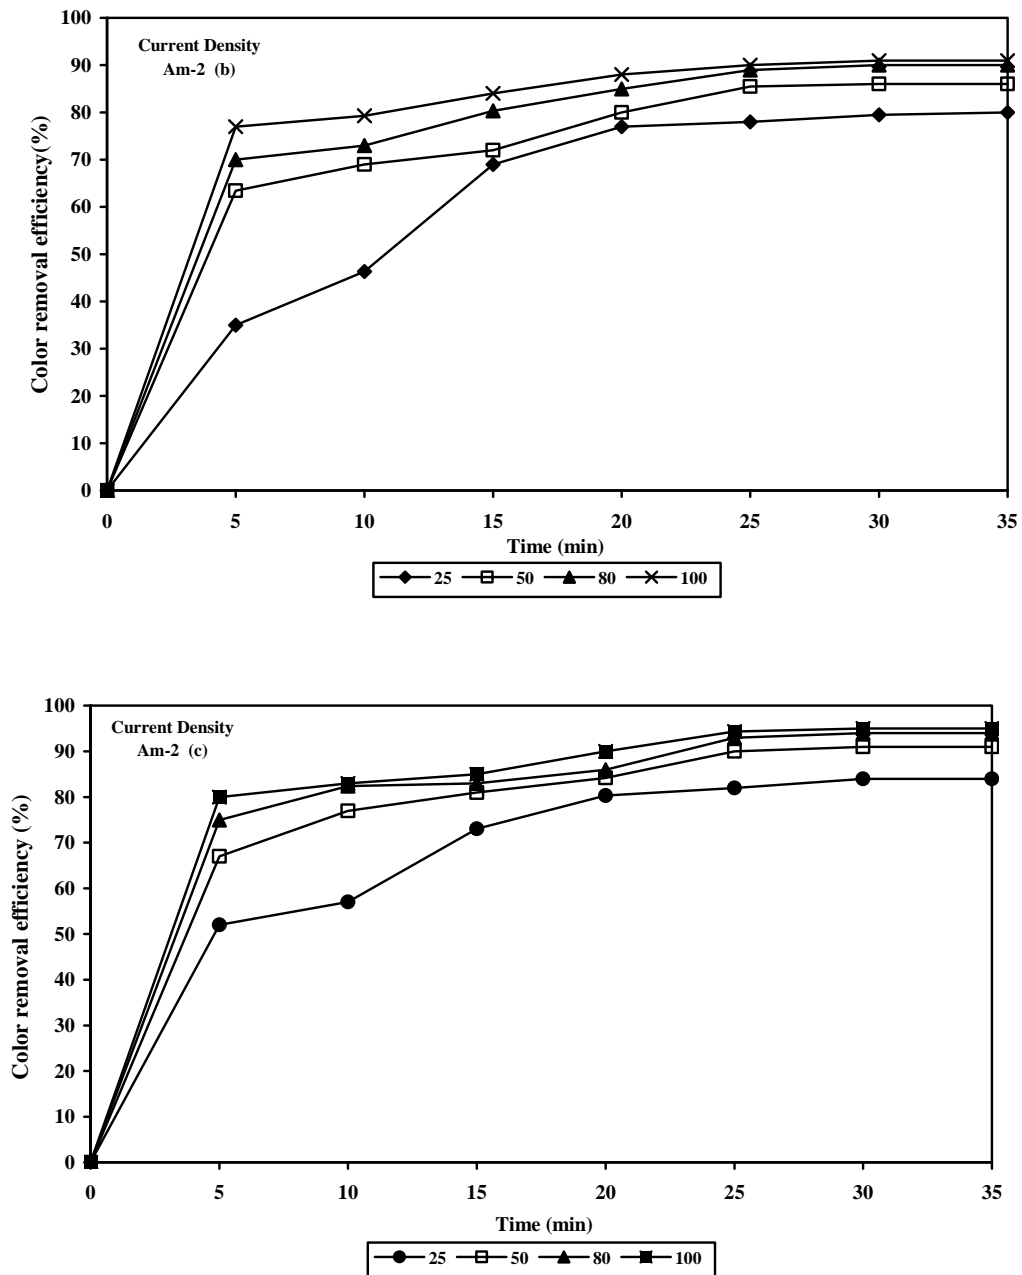 100
90
80
70
60
50
40
30
20
10
0
Color removal efficiency(%)
Current Density
Am-2 (b)
0 5 10 15 20 25 30 35
Time (min)
25 50 80 100
100
90
80
70
60
50
40
30
20
10
0
Color removal efficiency (%)
Current Density
Am-2 (c)
0 5 10 15 20 25 30 35
Time (min)
25 50 80 100